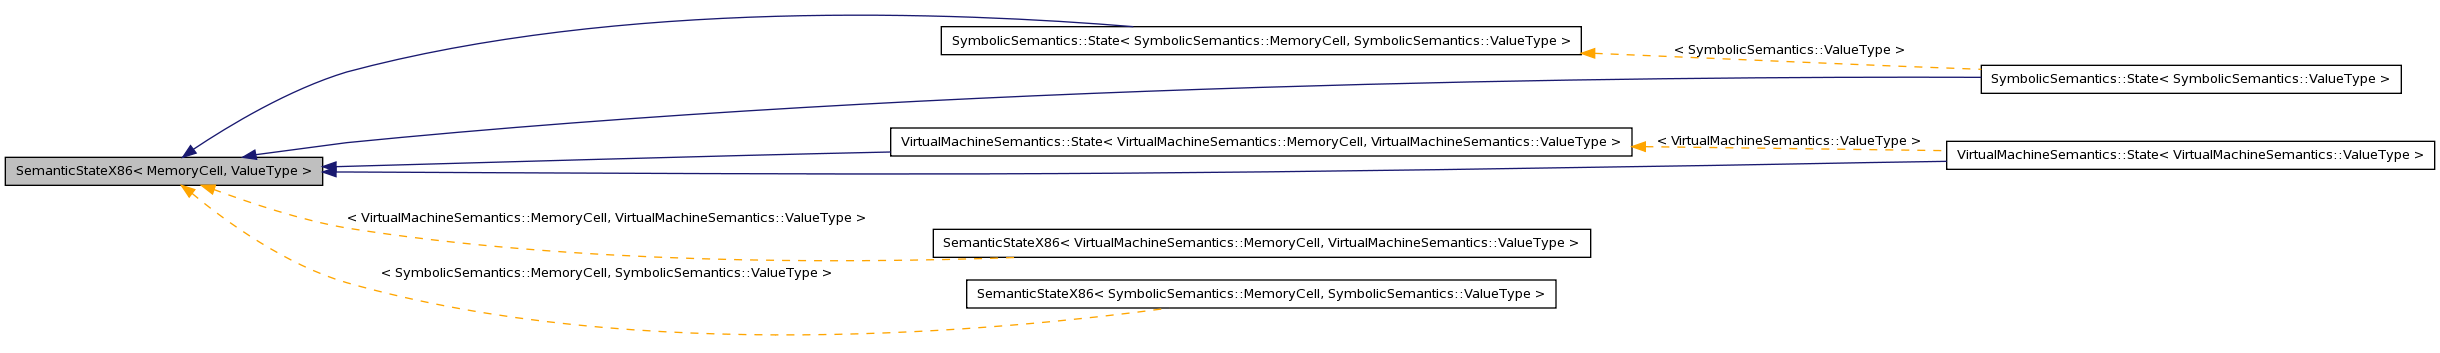 SymbolicSemantics::State< SymbolicSemantics::MemoryCell, SymbolicSemantics::ValueType >
< SymbolicSemantics::ValueType >
SymbolicSemantics::State< SymbolicSemantics::ValueType >
VirtualMachineSemantics::State< VirtualMachineSemantics::MemoryCell, VirtualMachineSemantics::ValueType >
< VirtualMachineSemantics::ValueType >
VirtualMachineSemantics::State< VirtualMachineSemantics::ValueType >
SemanticStateX86< MemoryCell, ValueType >
< VirtualMachineSemantics::MemoryCell, VirtualMachineSemantics::ValueType >
SemanticStateX86< VirtualMachineSemantics::MemoryCell, VirtualMachineSemantics::ValueType >
< SymbolicSemantics::MemoryCell, SymbolicSemantics::ValueType >
SemanticStateX86< SymbolicSemantics::MemoryCell, SymbolicSemantics::ValueType >